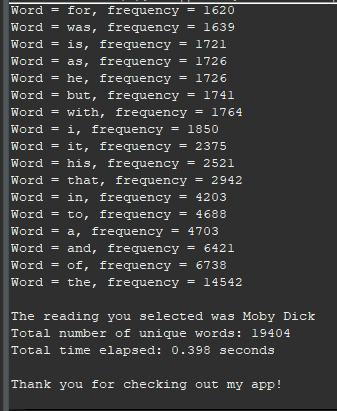 Word = for, frequency = 1620
Word = was, frequency = 1639
Word = is, frequency = 1721
Word = as, frequency = 1726
Word = he, frequency = 1726
Word = but, frequency = 1741
Word = with, frequency = 1764
Word = i, frequency = 1850
Word = it, frequency = 2375
Word = his, frequency = 2521
Word = that, frequency = 2942
Word = in, frequency = 4203
Word = to, frequency = 4688
Word = a, frequency = 4703
Word = and, frequency = 6421
Word = of, frequency = 6738
Word = the, frequency = 14542
The reading you selected was Moby Dick
Total number of unique words: 19404
Total time elapsed: 0.398 seconds
Thank you for checking out my app!